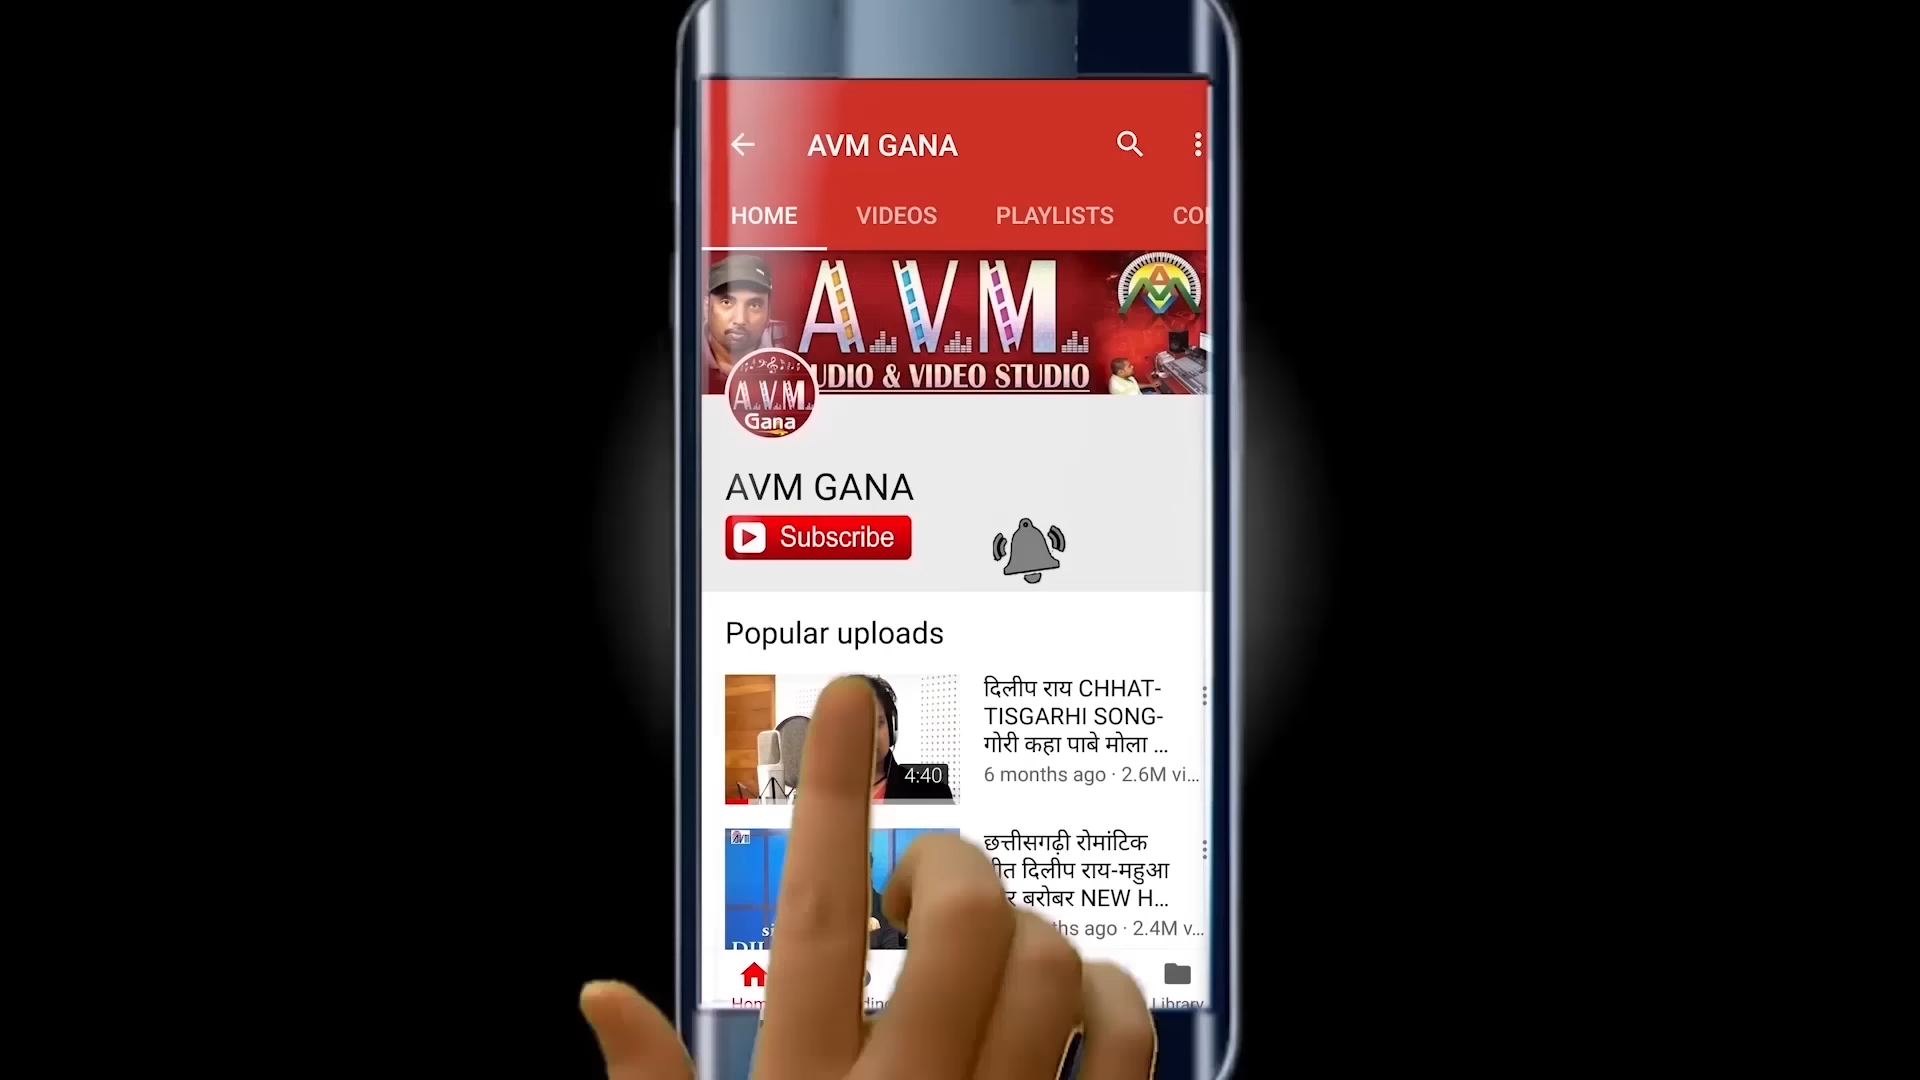 AVM GANA
HOME VIDEOS PLAYLISTS
A.V.M.
UDIO & VIDEO STUDIO
A.V.M.
Gana
AVM GANA
Subscribe
Popular uploads
दिलीप राय CHHAT-
TISGARHI SONG-
गोरी कहा पाबे मोला ...
4:40
6 months ago · 2.6M vi...
छत्तीसगढ़ी रोमांटिक
दिलीप राय-महुआ
बरोबर NEW H...
ago · 2.4M v...
Library